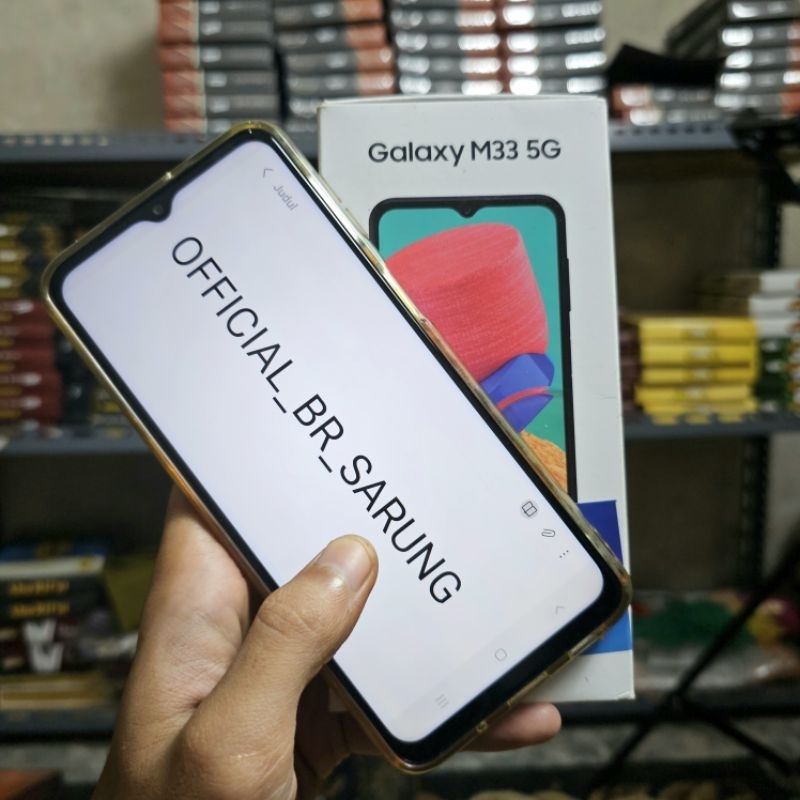 Galaxy M33 5G
Judul
OFFICIAL_BR_SARUNG